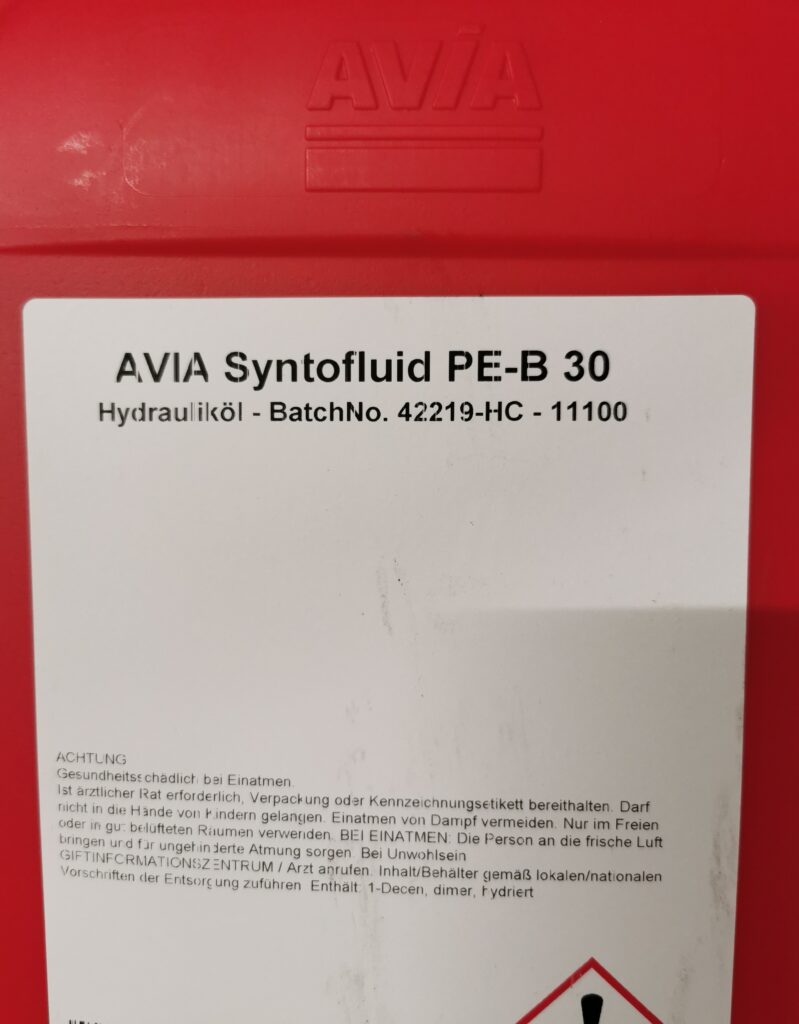 AVIA
AVIA Syntofluid PE-B 30
Hydrauliköl - BatchNo. 42219-HC - 11100
ACHTUNG
Gesundheitsschädlich bei Einatmen
Ist ärztlicher Rat erforderlich, Verpackung oder Kennzeichnungsetikett bereithalten. Darf
nicht in die Hände von Kindern gelangen. Einatmen von Dampf vermeiden. Nur im Freien
oder in gut belüfteten Räumen verwenden. BEI EINATMEN: Die Person an die frische Luft
bringen und für ungehinderte Atmung sorgen. Bei Unwohlsein
GIFTINFORMATIONSZENTRUM / Arzt anrufen. Inhalt/Behälter gemäß lokalen/nationalen
Vorschriften der Entsorgung zuführen. Enthält: 1-Decen, dimer, hydriert